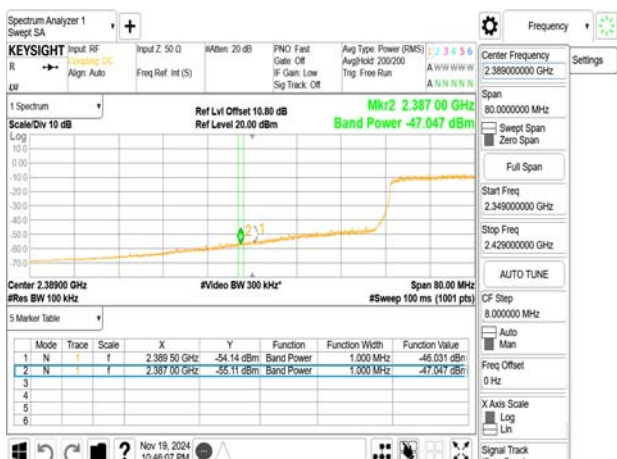 Spectrum Analyzer 1
Swept SA
KEYSIGHT
R
Input: RF
Coupling: DC
Align: Auto
Input Z: 50 Ω
Freq Ref: Int (S)
#Atten: 20 dB
PNO: Fast
Gate: Off
IF Gain: Low
Sig Track: Off
Avg Type: Power (RMS)
Avg|Hold: 200/200
Trig: Free Run
1 2 3 4 5 6
A W W W W W
A N N N N N
1 Spectrum
Scale/Div 10 dB
Ref Lvl Offset 10.80 dB
Ref Level 20.00 dBm
Mkr2 2.387 00 GHz
Band Power -47.047 dBm
Log
10.0
0.00
-10.0
-20.0
-30.0
-40.0
-50.0
-60.0
-70.0
2
1
Center 2.38900 GHz
#Res BW 100 kHz
#Video BW 300 kHz*
Span 80.00 MHz
#Sweep 100 ms (1001 pts)
5 Marker Table
Mode Trace Scale X Y Function Function Width Function Value
1 N 1 f 2.389 50 GHz -54.14 dBm Band Power 1.000 MHz -46.031 dBm
2 N 1 f 2.387 00 GHz -55.11 dBm Band Power 1.000 MHz -47.047 dBm
3
4
5
6
Nov 19, 2024
10:46:07 PM
Frequency
Settings
Center Frequency
2.389000000 GHz
Span
80.0000000 MHz
Swept Span
Zero Span
Full Span
Start Freq
2.349000000 GHz
Stop Freq
2.429000000 GHz
AUTO TUNE
CF Step
8.000000 MHz
Auto
Man
Freq Offset
0 Hz
X Axis Scale
Log
Lin
Signal Track